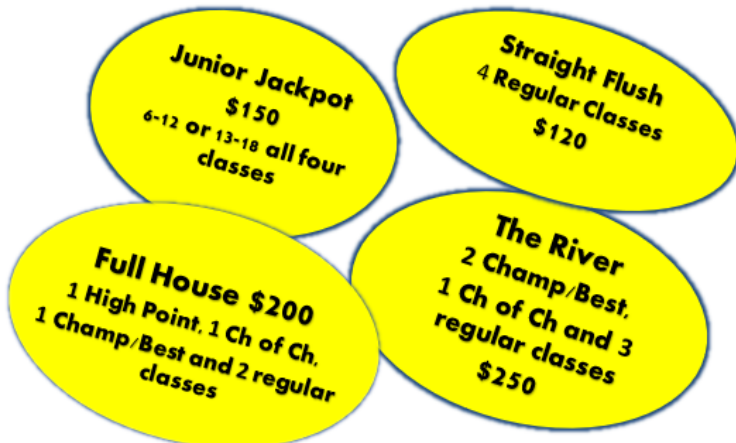 Junior Jackpot
$150
6-12 or 13-18 all four
classes
Straight Flush
4 Regular Classes
$120
Full House $200
1 High Point, 1 Ch of Ch,
1 Champ/Best and 2 regular
classes
The River
2 Champ/Best,
1 Ch of Ch and 3
regular classes
$250